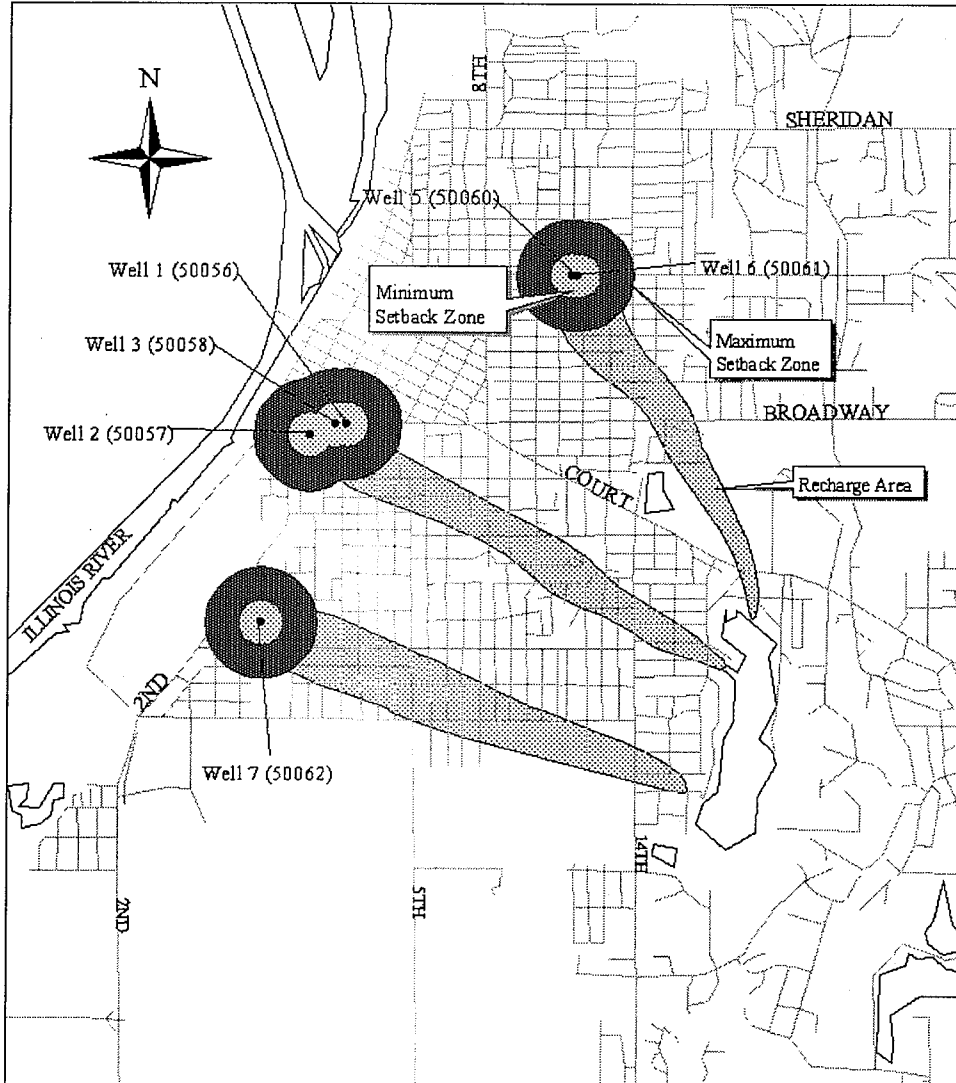 N
8TH
SHERIDAN
Well 5 (50060)
Well 1 (50056)
Well 6 (50061)
Minimum
Setback Zone
Well 3 (50058)
Maximum
Setback Zone
Well 2 (50057)
BROADWAY
COURT
Recharge Area
ILLINOIS RIVER
2ND
Well 7 (50062)
14TH
2ND
5TH